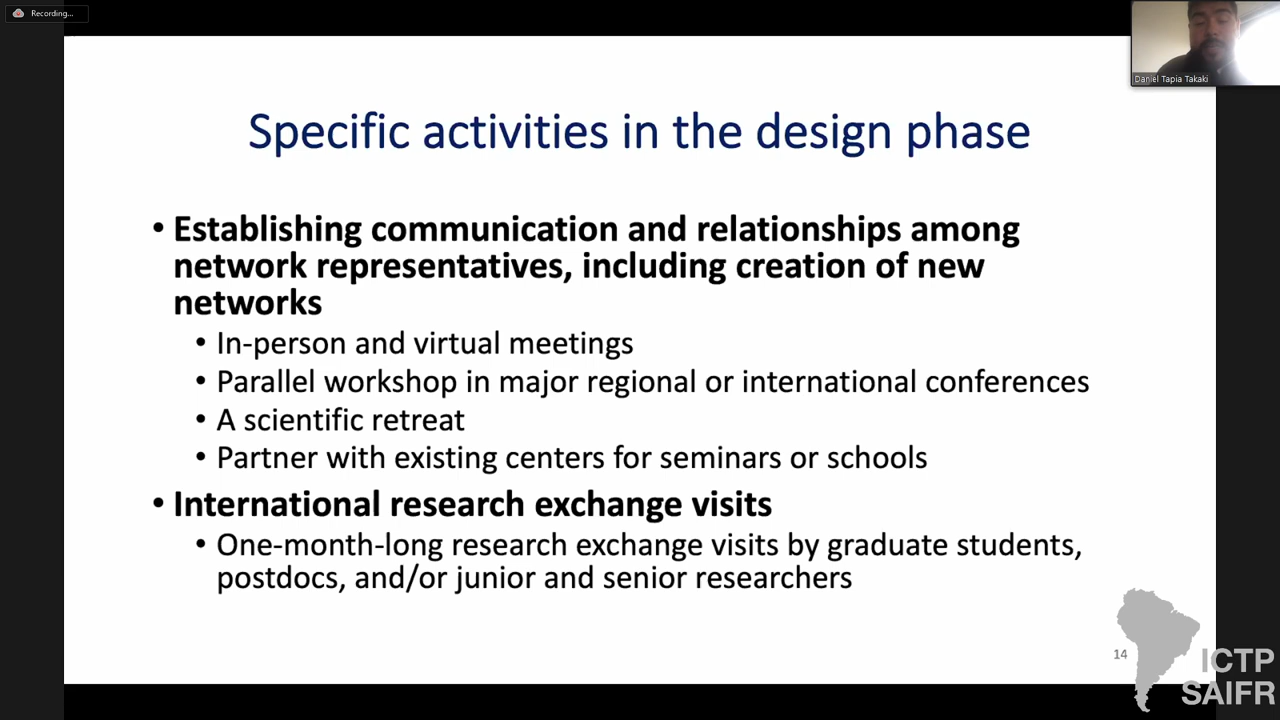 Recording...
Daniel Tapia Takaki
Specific activities in the design phase
• Establishing communication and relationships among
network representatives, including creation of new
networks
• In-person and virtual meetings
• Parallel workshop in major regional or international conferences
• A scientific retreat
• Partner with existing centers for seminars or schools
• International research exchange visits
• One-month-long research exchange visits by graduate students,
postdocs, and/or junior and senior researchers
14
ICTP
SAIFR